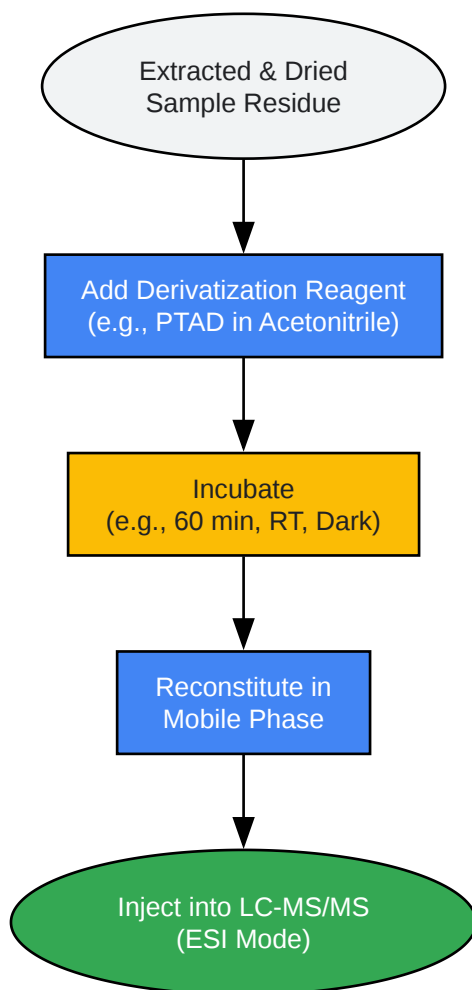 Extracted & Dried
Sample Residue
Add Derivatization Reagent
(e.g., PTAD in Acetonitrile)
Incubate
(e.g., 60 min, RT, Dark)
Reconstitute in
Mobile Phase
Inject into LC-MS/MS
(ESI Mode)